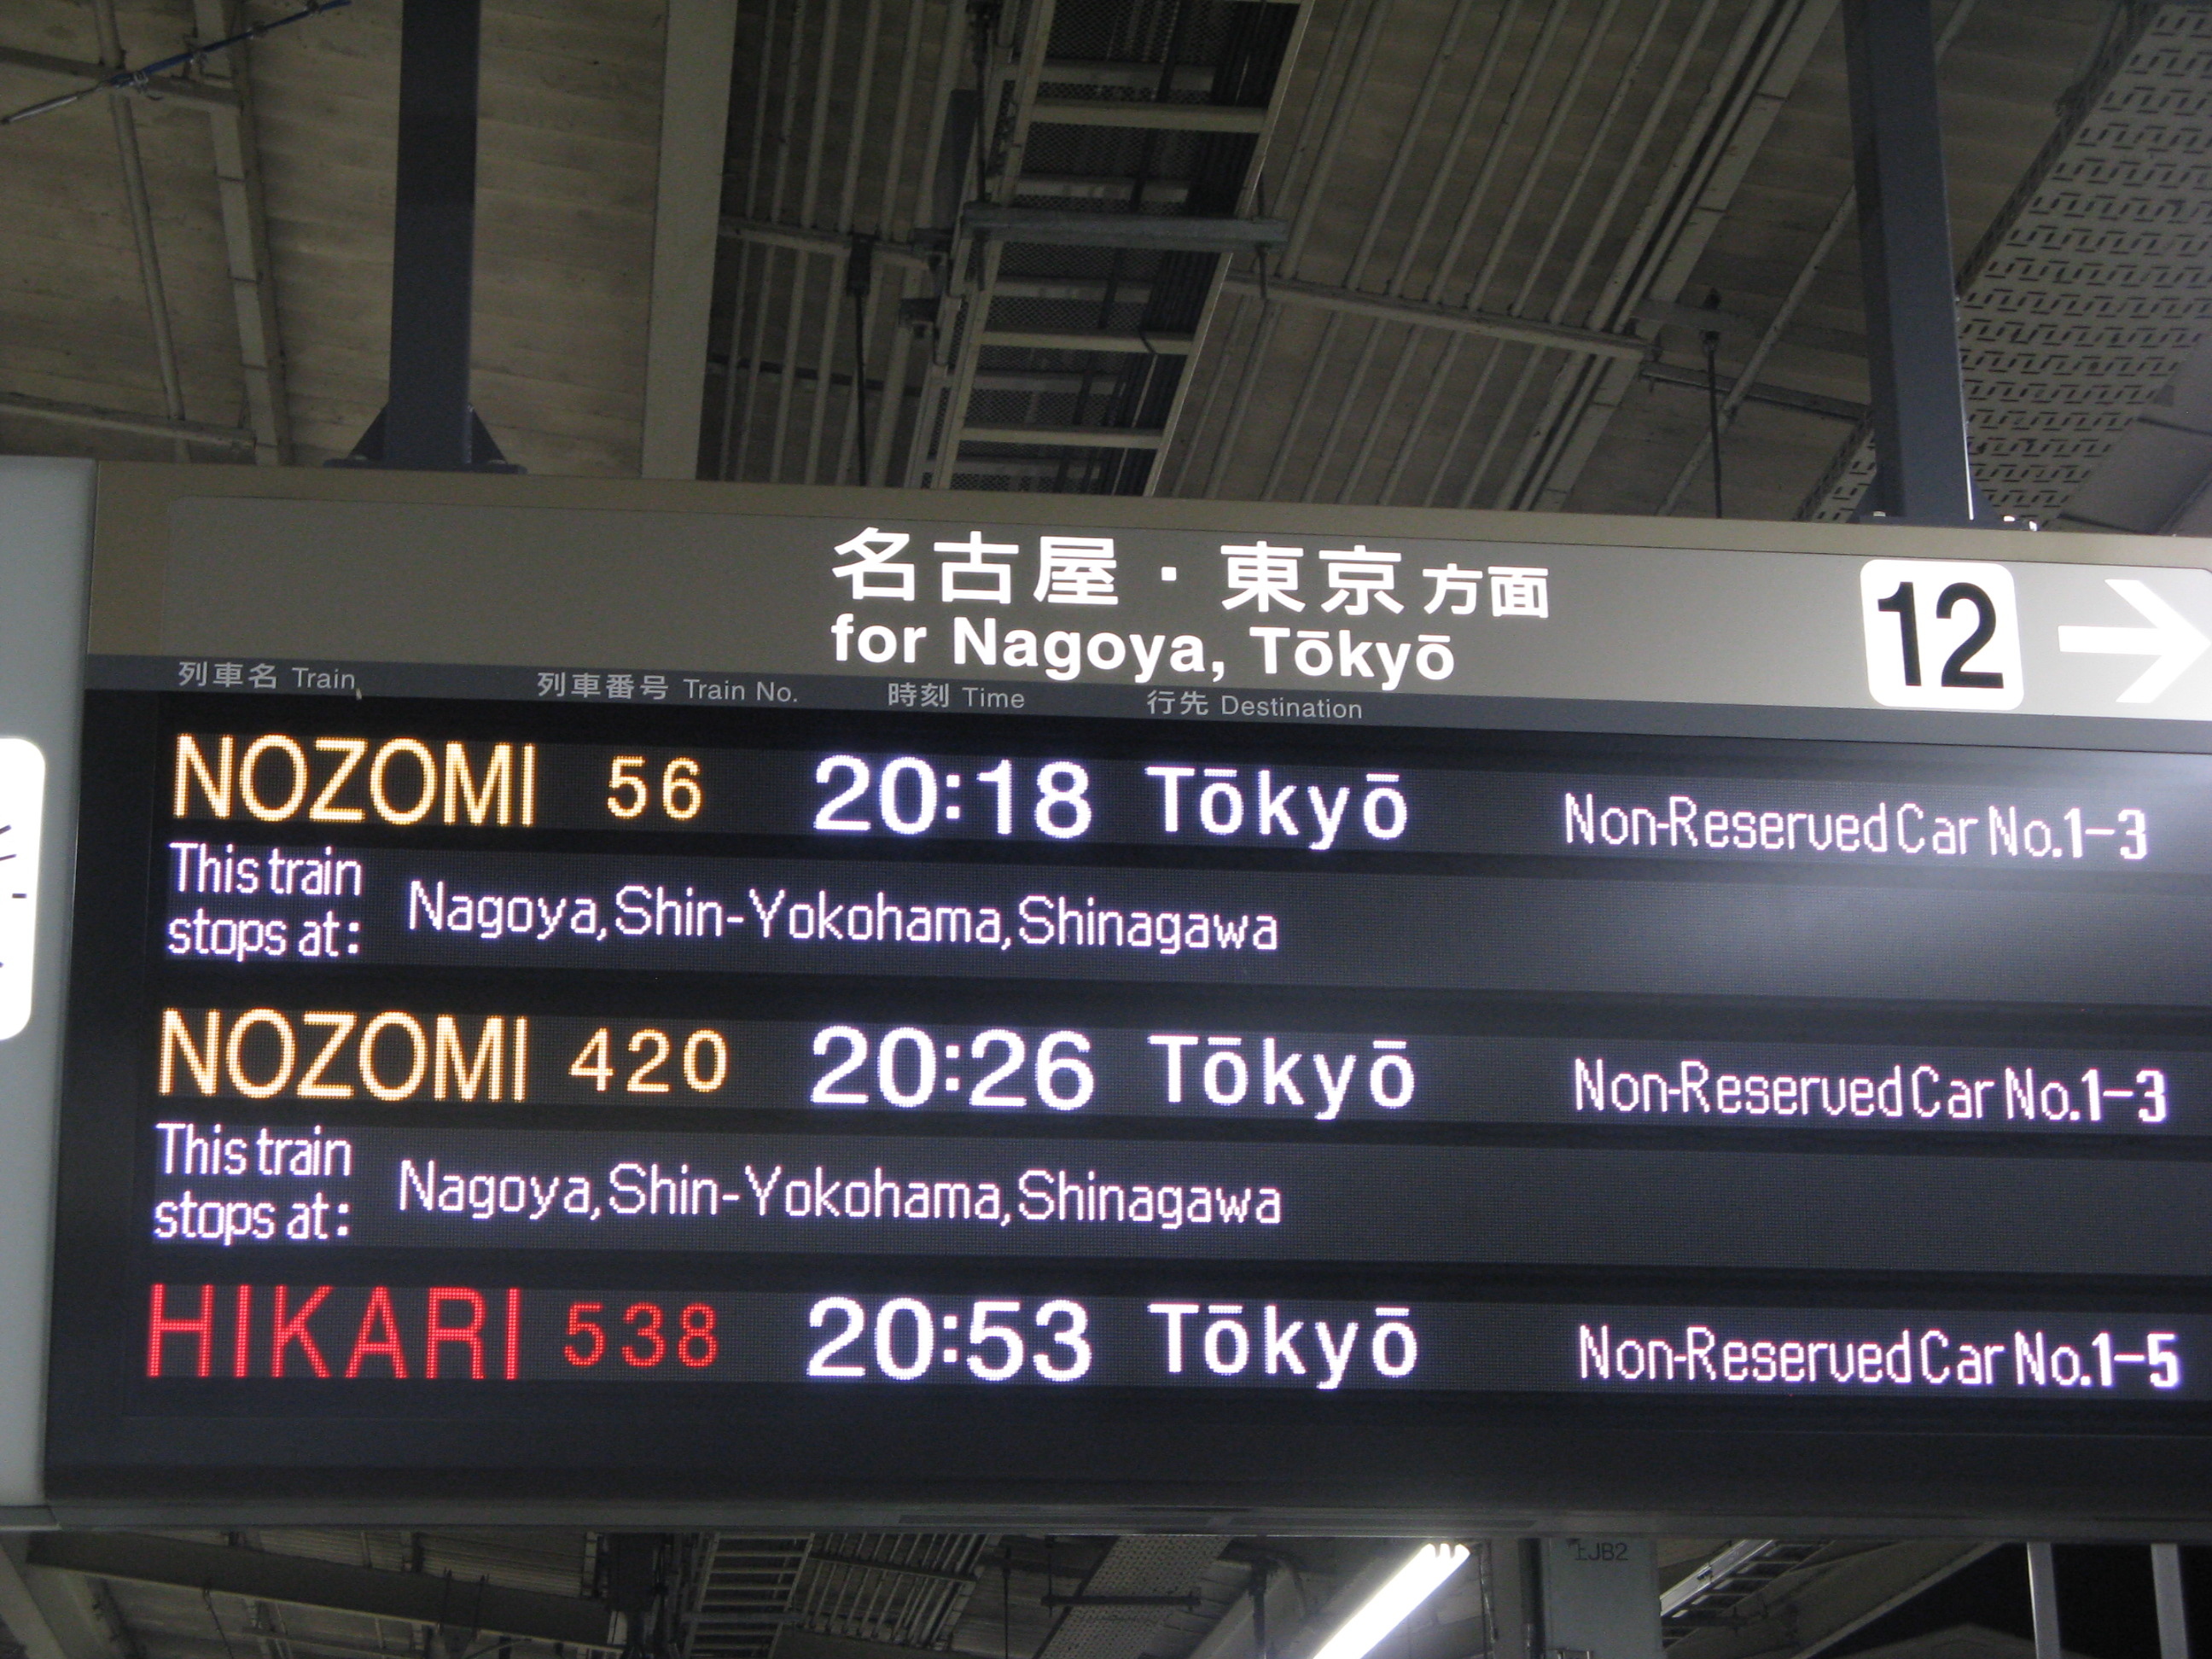 名古屋・東京方面
for Nagoya, Tōkyō
12
列車名 Train 列車番号 Train No. 時刻 Time 行先 Destination
NOZOMI 56 20:18 Tōkyō Non-Reserved Car No.1-3
This train
stops at: Nagoya,Shin-Yokohama,Shinagawa
NOZOMI 420 20:26 Tōkyō Non-Reserved Car No.1-3
This train
stops at: Nagoya,Shin-Yokohama,Shinagawa
HIKARI 538 20:53 Tōkyō Non-Reserved Car No.1-5
上JB2